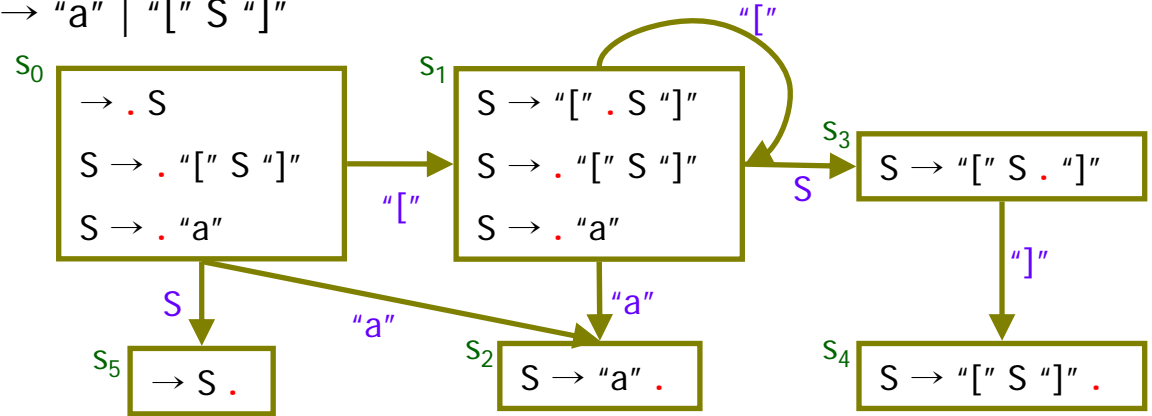 → “a” | “[” S “]”
“[”
s0
s1
→ . S
S → “[” . S “]”
s3
S → . “[” S “]”
S → . “[” S “]”
S → “[” S . “]”
“[”
S
S → . “a”
S → . “a”
“]”
S
“a”
“a”
s5
s2
s4
→ S .
S → “a” .
S → “[” S “]” .